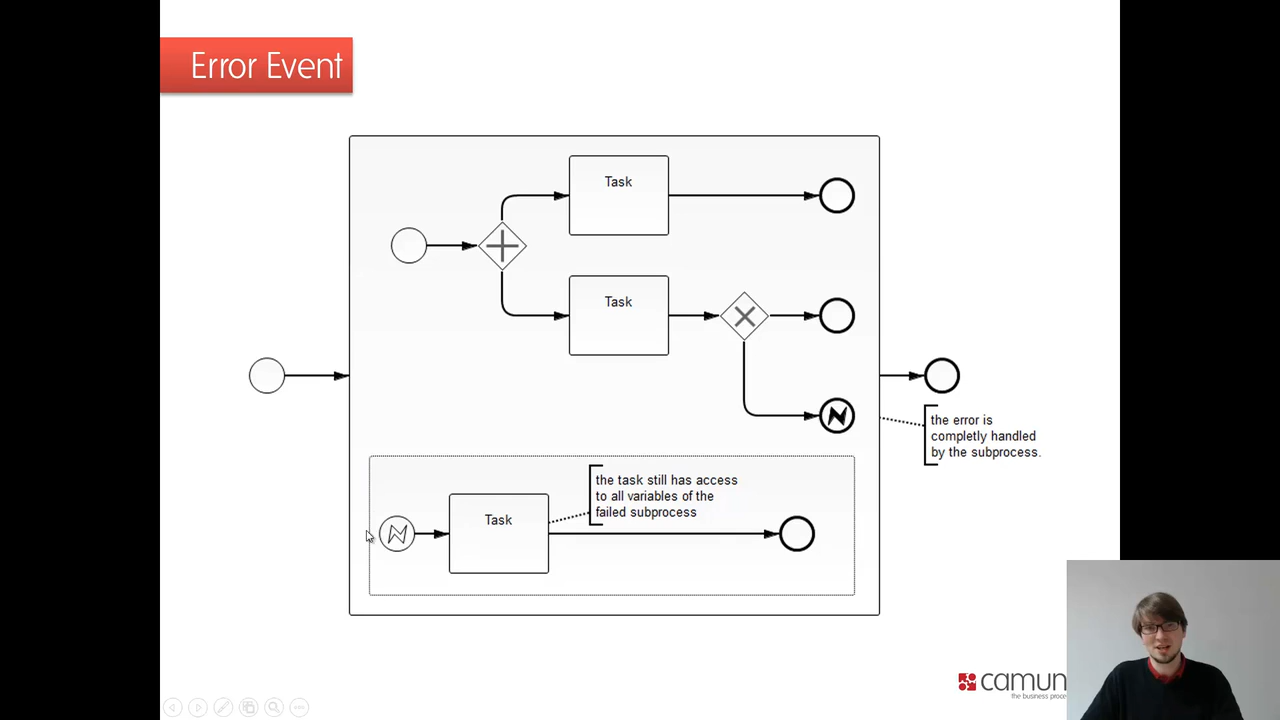 Error Event
Task
Task
the error is
completly handled
by the subprocess.
the task still has access
to all variables of the
failed subprocess
Task
camun
the business proce